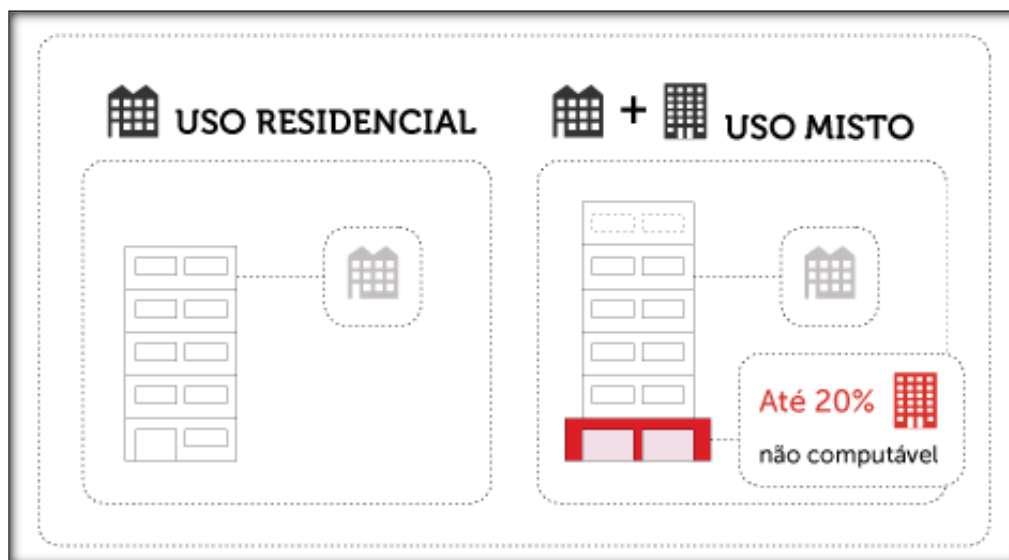 USO RESIDENCIAL
+ USO MISTO
Até 20%
não computável